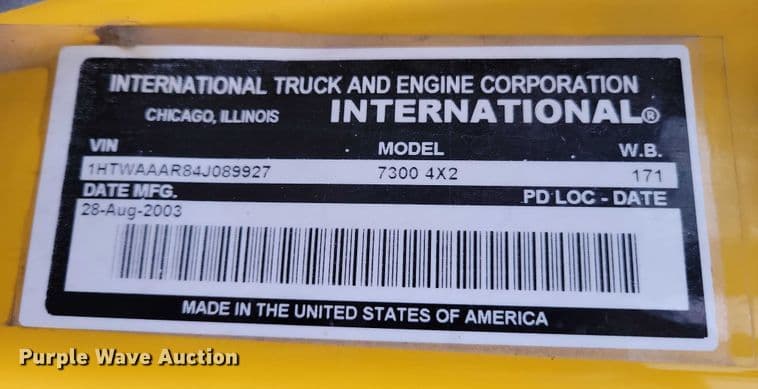 INTERNATIONAL TRUCK AND ENGINE CORPORATION
CHICAGO, ILLINOIS INTERNATIONAL®
VIN MODEL W.B.
1HTWAAAR84J089927 7300 4X2 171
DATE MFG. PD LOC - DATE
28-Aug-2003
MADE IN THE UNITED STATES OF AMERICA
Purple Wave Auction